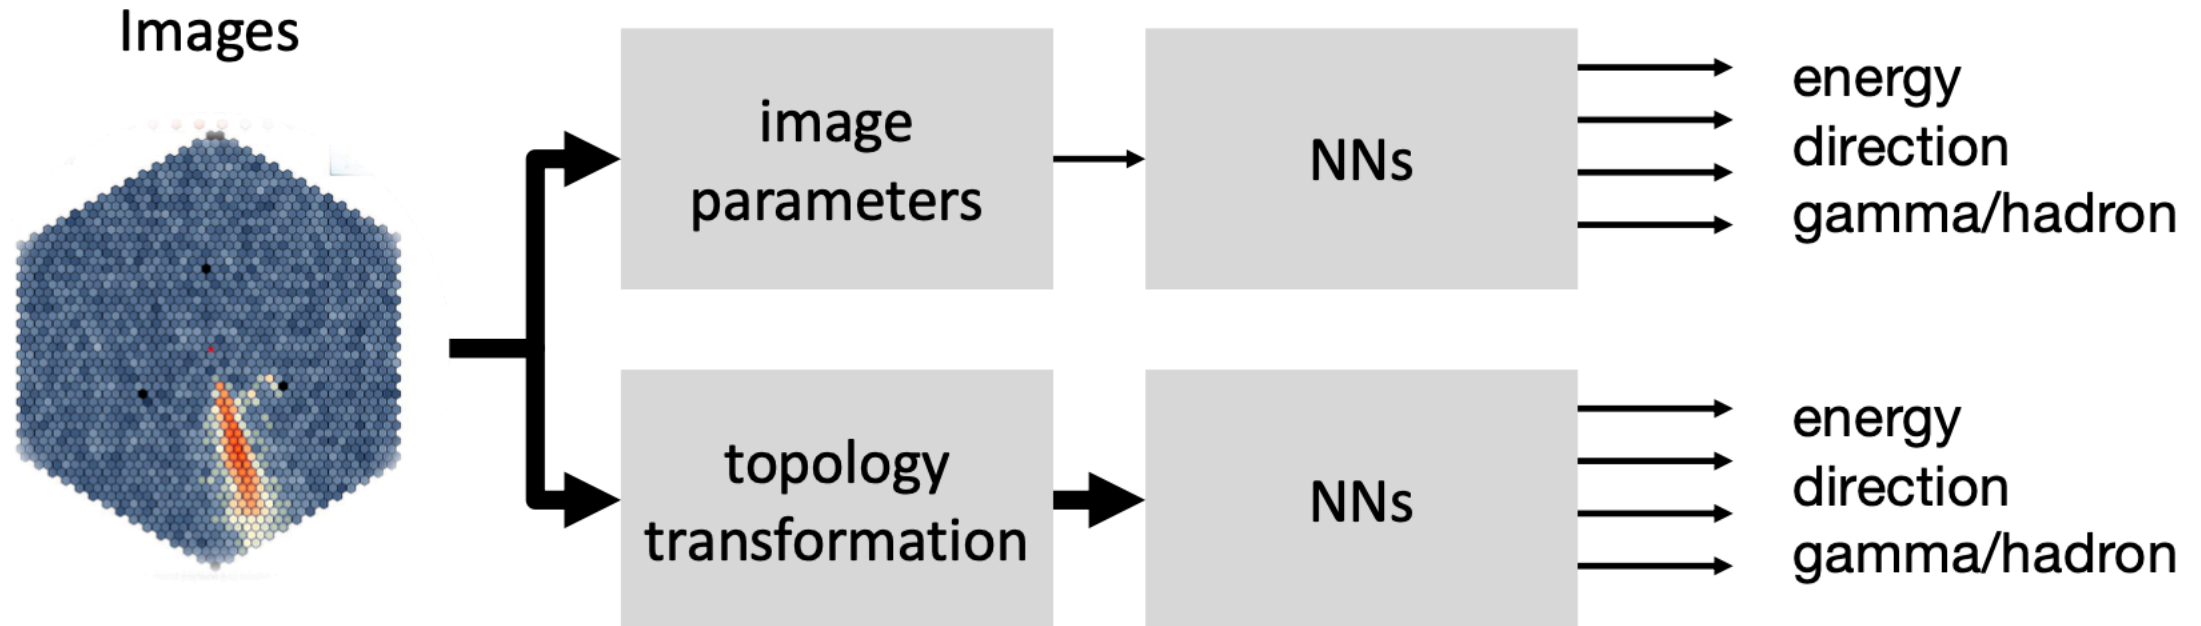 Images
image
parameters
NNs
energy
direction
gamma/hadron
topology
transformation
NNs
energy
direction
gamma/hadron